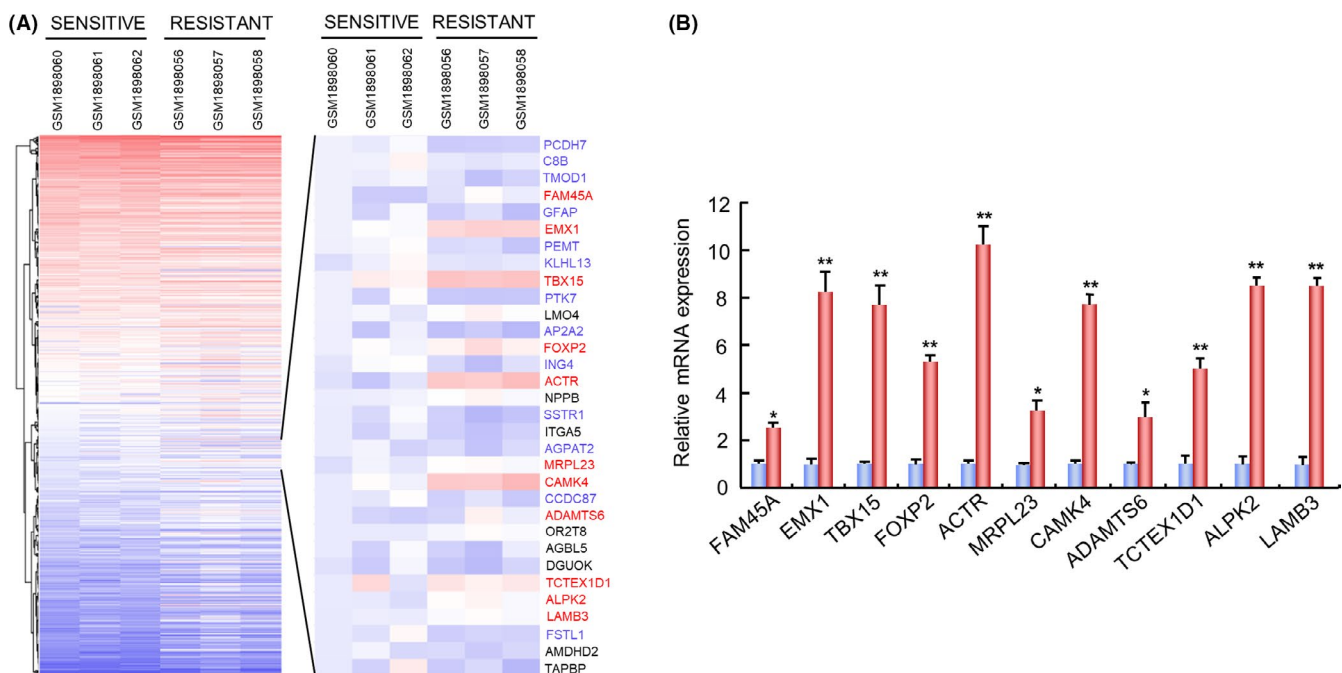 (A)
SENSITIVE RESISTANT
GSM1898060 GSM1898061 GSM1898062 GSM1898056 GSM1898057 GSM1898058
SENSITIVE RESISTANT
GSM1898060 GSM1898061 GSM1898062 GSM1898056 GSM1898057 GSM1898058
PCDH7
C8B
TMOD1
FAM45A
GFAP
EMX1
PEMT
KLHL13
TBX15
PTK7
LMO4
AP2A2
FOXP2
ING4
ACTR
NPPB
SSTR1
ITGA5
AGPAT2
MRPL23
CAMK4
CCDC87
ADAMTS6
OR2T8
AGBL5
DGUOK
TCTEX1D1
ALPK2
LAMB3
FSTL1
AMDHD2
TAPBP
(B)
Relative mRNA expression
12
10
8
6
4
2
0
* ** ** ** ** * ** * ** ** **
FAM45A EMX1 TBX15 FOXP2 ACTR MRPL23 CAMK4 ADAMTS6 TCTEX1D1 ALPK2 LAMB3